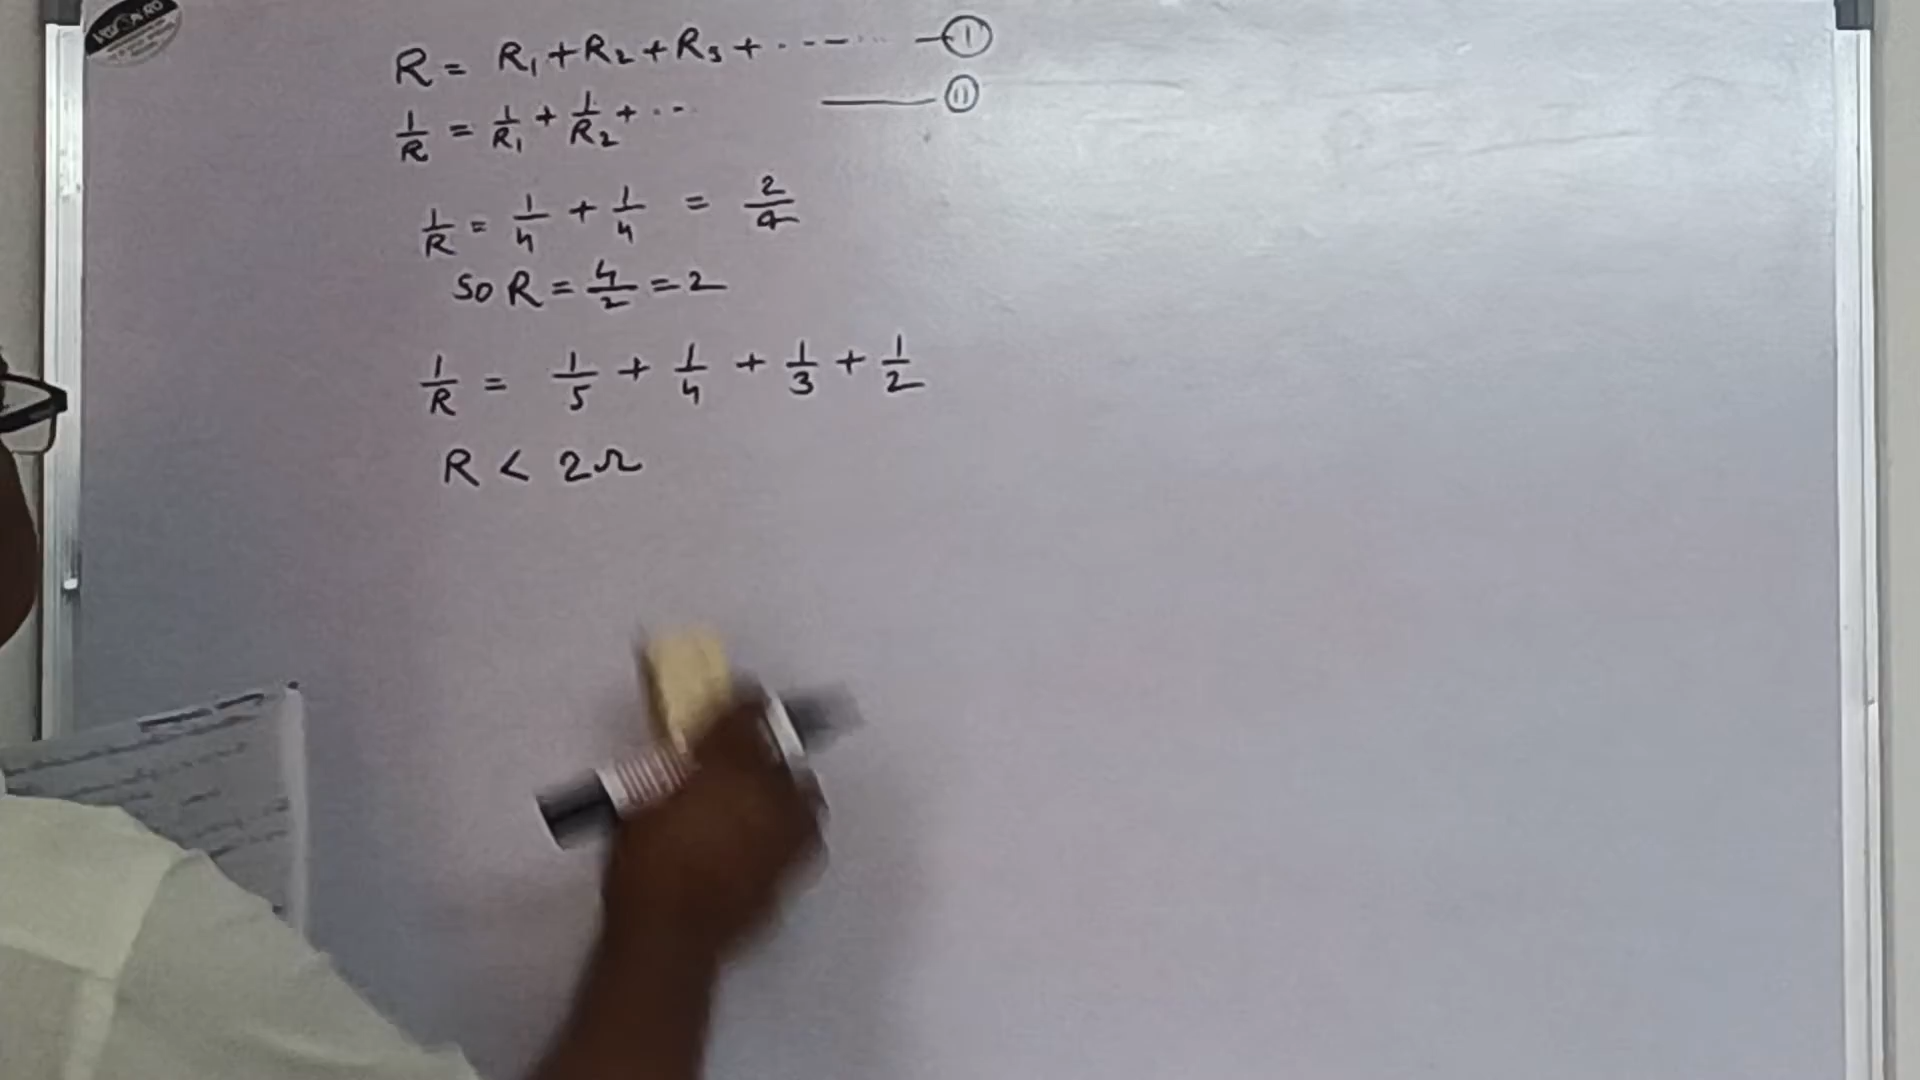 R = R₁ + R₂ + R₃ + ·---··· —①
1/R = 1/R₁ + 1/R₂ + ··· —⑪
1/R = 1/4 + 1/4 = 2/4
So R = 4/2 = 2
1/R = 1/5 + 1/4 + 1/3 + 1/2
R < 2Ω